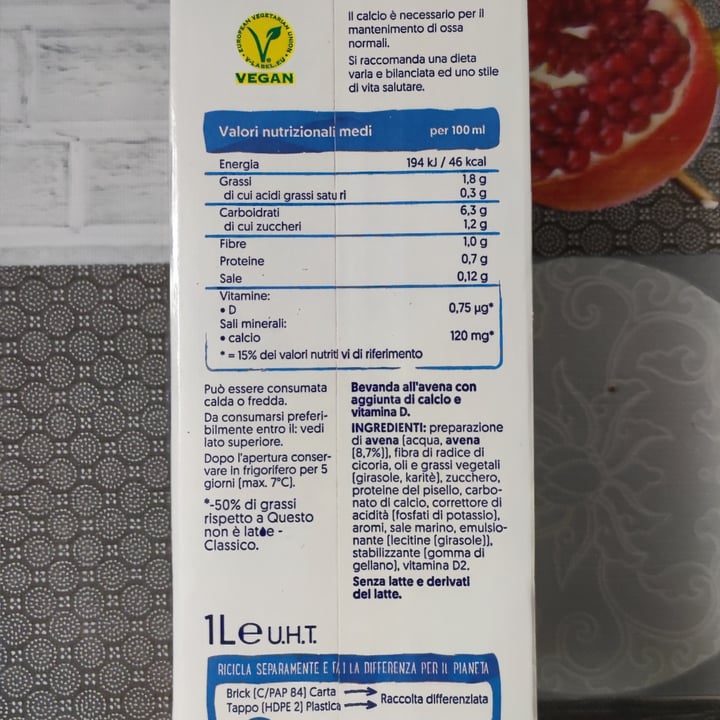 EUROPEAN VEGETARIAN UNION
V-LABEL.EU
VEGAN
Il calcio è necessario per il
mantenimento di ossa
normali.
Si raccomanda una dieta
varia e bilanciata ed uno stile
di vita salutare.
Valori nutrizionali medi per 100 ml
Energia 194 kJ / 46 kcal
Grassi 1,8 g
di cui acidi grassi saturi 0,3 g
Carboidrati 6,3 g
di cui zuccheri 1,2 g
Fibre 1,0 g
Proteine 0,7 g
Sale 0,12 g
Vitamine:
• D 0,75 µg*
Sali minerali:
• calcio 120 mg*
* = 15% dei valori nutritivi di riferimento
Può essere consumata
calda o fredda.
Da consumarsi preferi-
bilmente entro il: vedi
lato superiore.
Dopo l'apertura conser-
vare in frigorifero per 5
giorni (max. 7°C).
*-50% di grassi
rispetto a Questo
non è latte -
Classico.
Bevanda all'avena con
aggiunta di calcio e
vitamina D.
INGREDIENTI: preparazione
di avena (acqua, avena
(8,7%)), fibra di radice di
cicoria, oli e grassi vegetali
(girasole, karitè), zucchero,
proteine del pisello, carbo-
nato di calcio, correttore di
acidità (fosfati di potassio),
aromi, sale marino, emulsio-
nante (lecitine (girasole)),
stabilizzante (gomma di
gellano), vitamina D2.
Senza latte e derivati
del latte.
1L e U.H.T.
RICICLA SEPARAMENTE E FAI LA DIFFERENZA PER IL PIANETA
Brick (C/PAP 84) Carta
Tappo (HDPE 2) Plastica
Raccolta differenziata